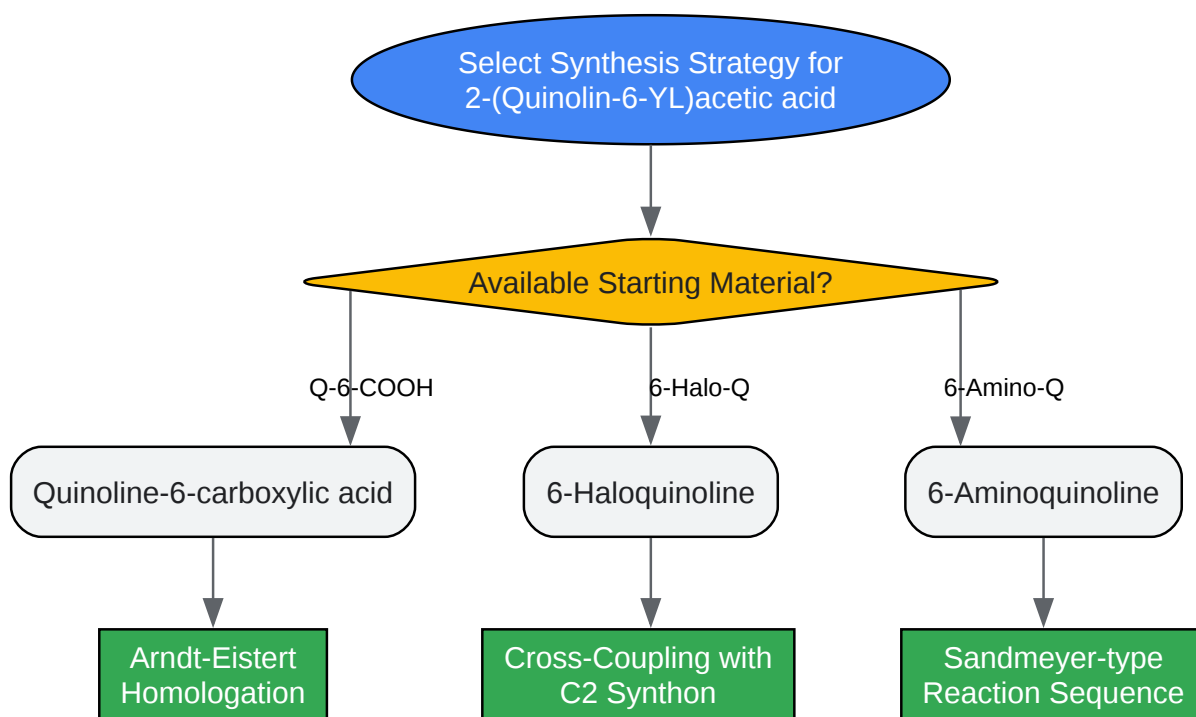 Select Synthesis Strategy for
2-(Quinolin-6-YL)acetic acid
Available Starting Material?
Q-6-COOH
6-Halo-Q
6-Amino-Q
Quinoline-6-carboxylic acid
6-Haloquinoline
6-Aminoquinoline
Arndt-Eistert
Homologation
Cross-Coupling with
C2 Synthon
Sandmeyer-type
Reaction Sequence